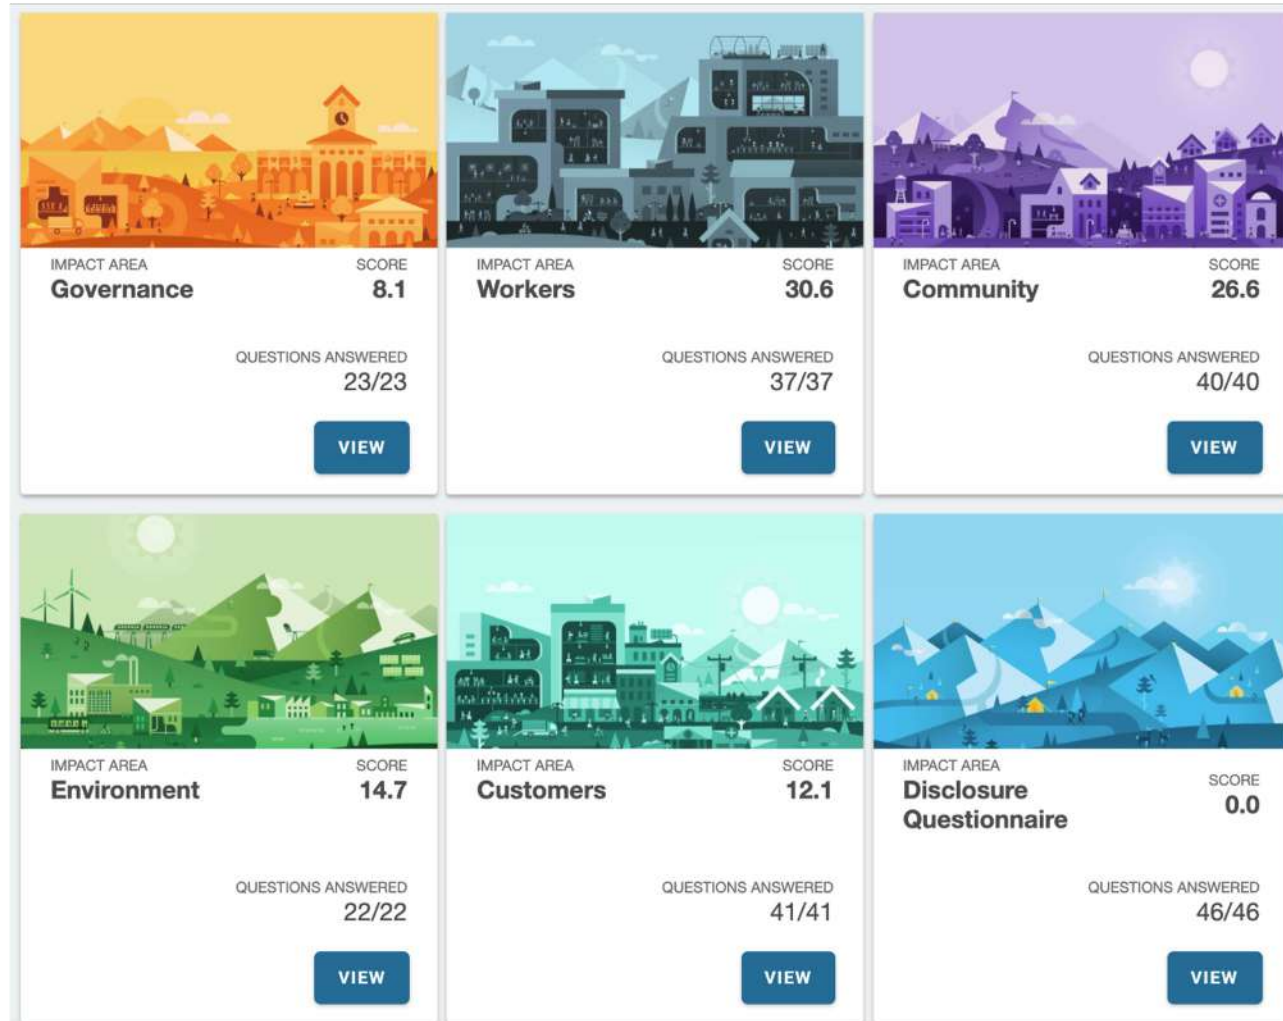 IMPACT AREA SCORE
Governance 8.1
QUESTIONS ANSWERED
23/23
VIEW
IMPACT AREA SCORE
Workers 30.6
QUESTIONS ANSWERED
37/37
VIEW
IMPACT AREA SCORE
Community 26.6
QUESTIONS ANSWERED
40/40
VIEW
IMPACT AREA SCORE
Environment 14.7
QUESTIONS ANSWERED
22/22
VIEW
IMPACT AREA SCORE
Customers 12.1
QUESTIONS ANSWERED
41/41
VIEW
IMPACT AREA
Disclosure
Questionnaire
SCORE
0.0
QUESTIONS ANSWERED
46/46
VIEW